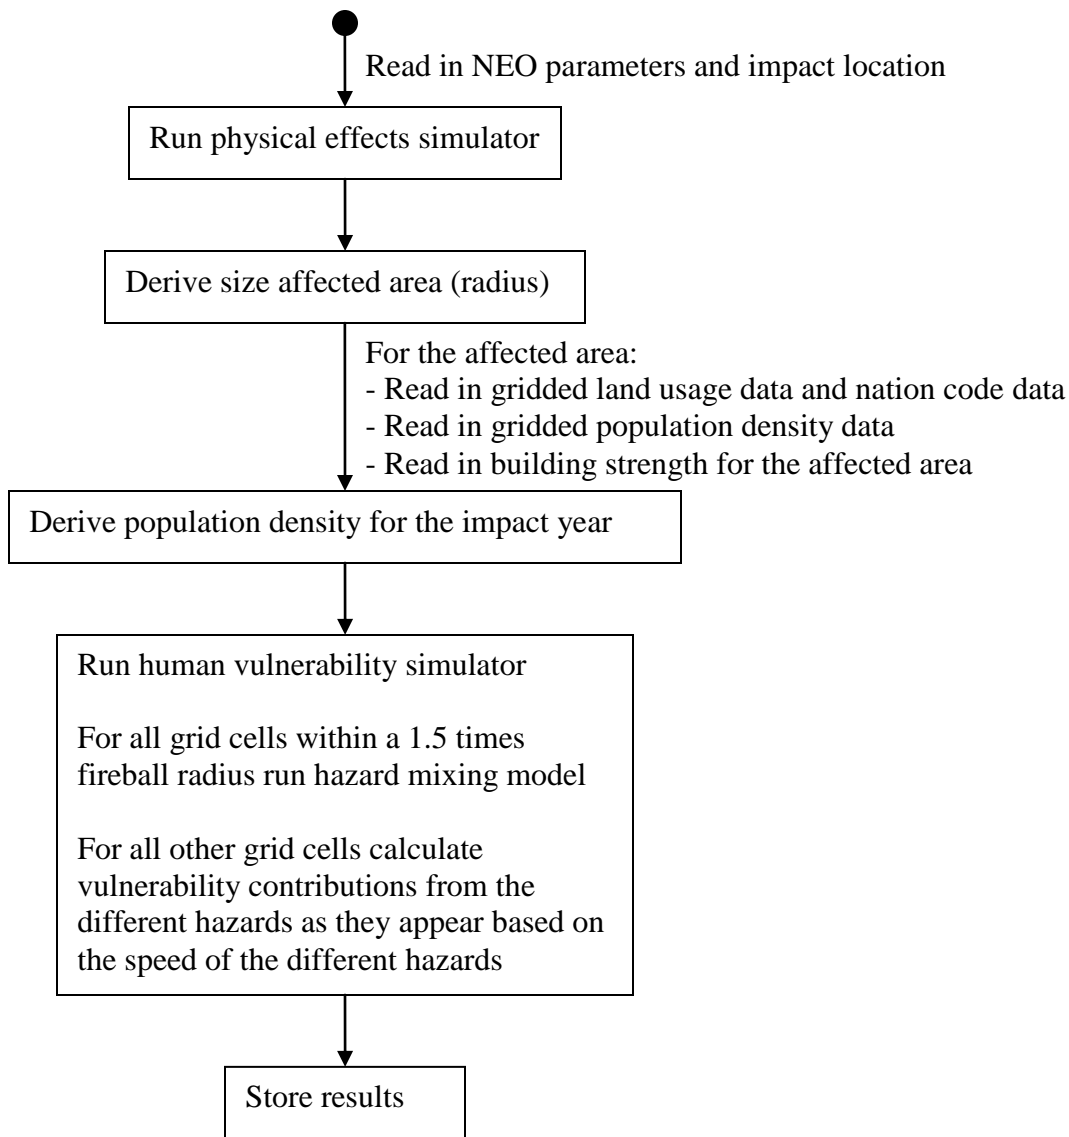 Read in NEO parameters and impact location
Run physical effects simulator
Derive size affected area (radius)
For the affected area:
- Read in gridded land usage data and nation code data
- Read in gridded population density data
- Read in building strength for the affected area
Derive population density for the impact year
Run human vulnerability simulator
For all grid cells within a 1.5 times
fireball radius run hazard mixing model
For all other grid cells calculate
vulnerability contributions from the
different hazards as they appear based on
the speed of the different hazards
Store results